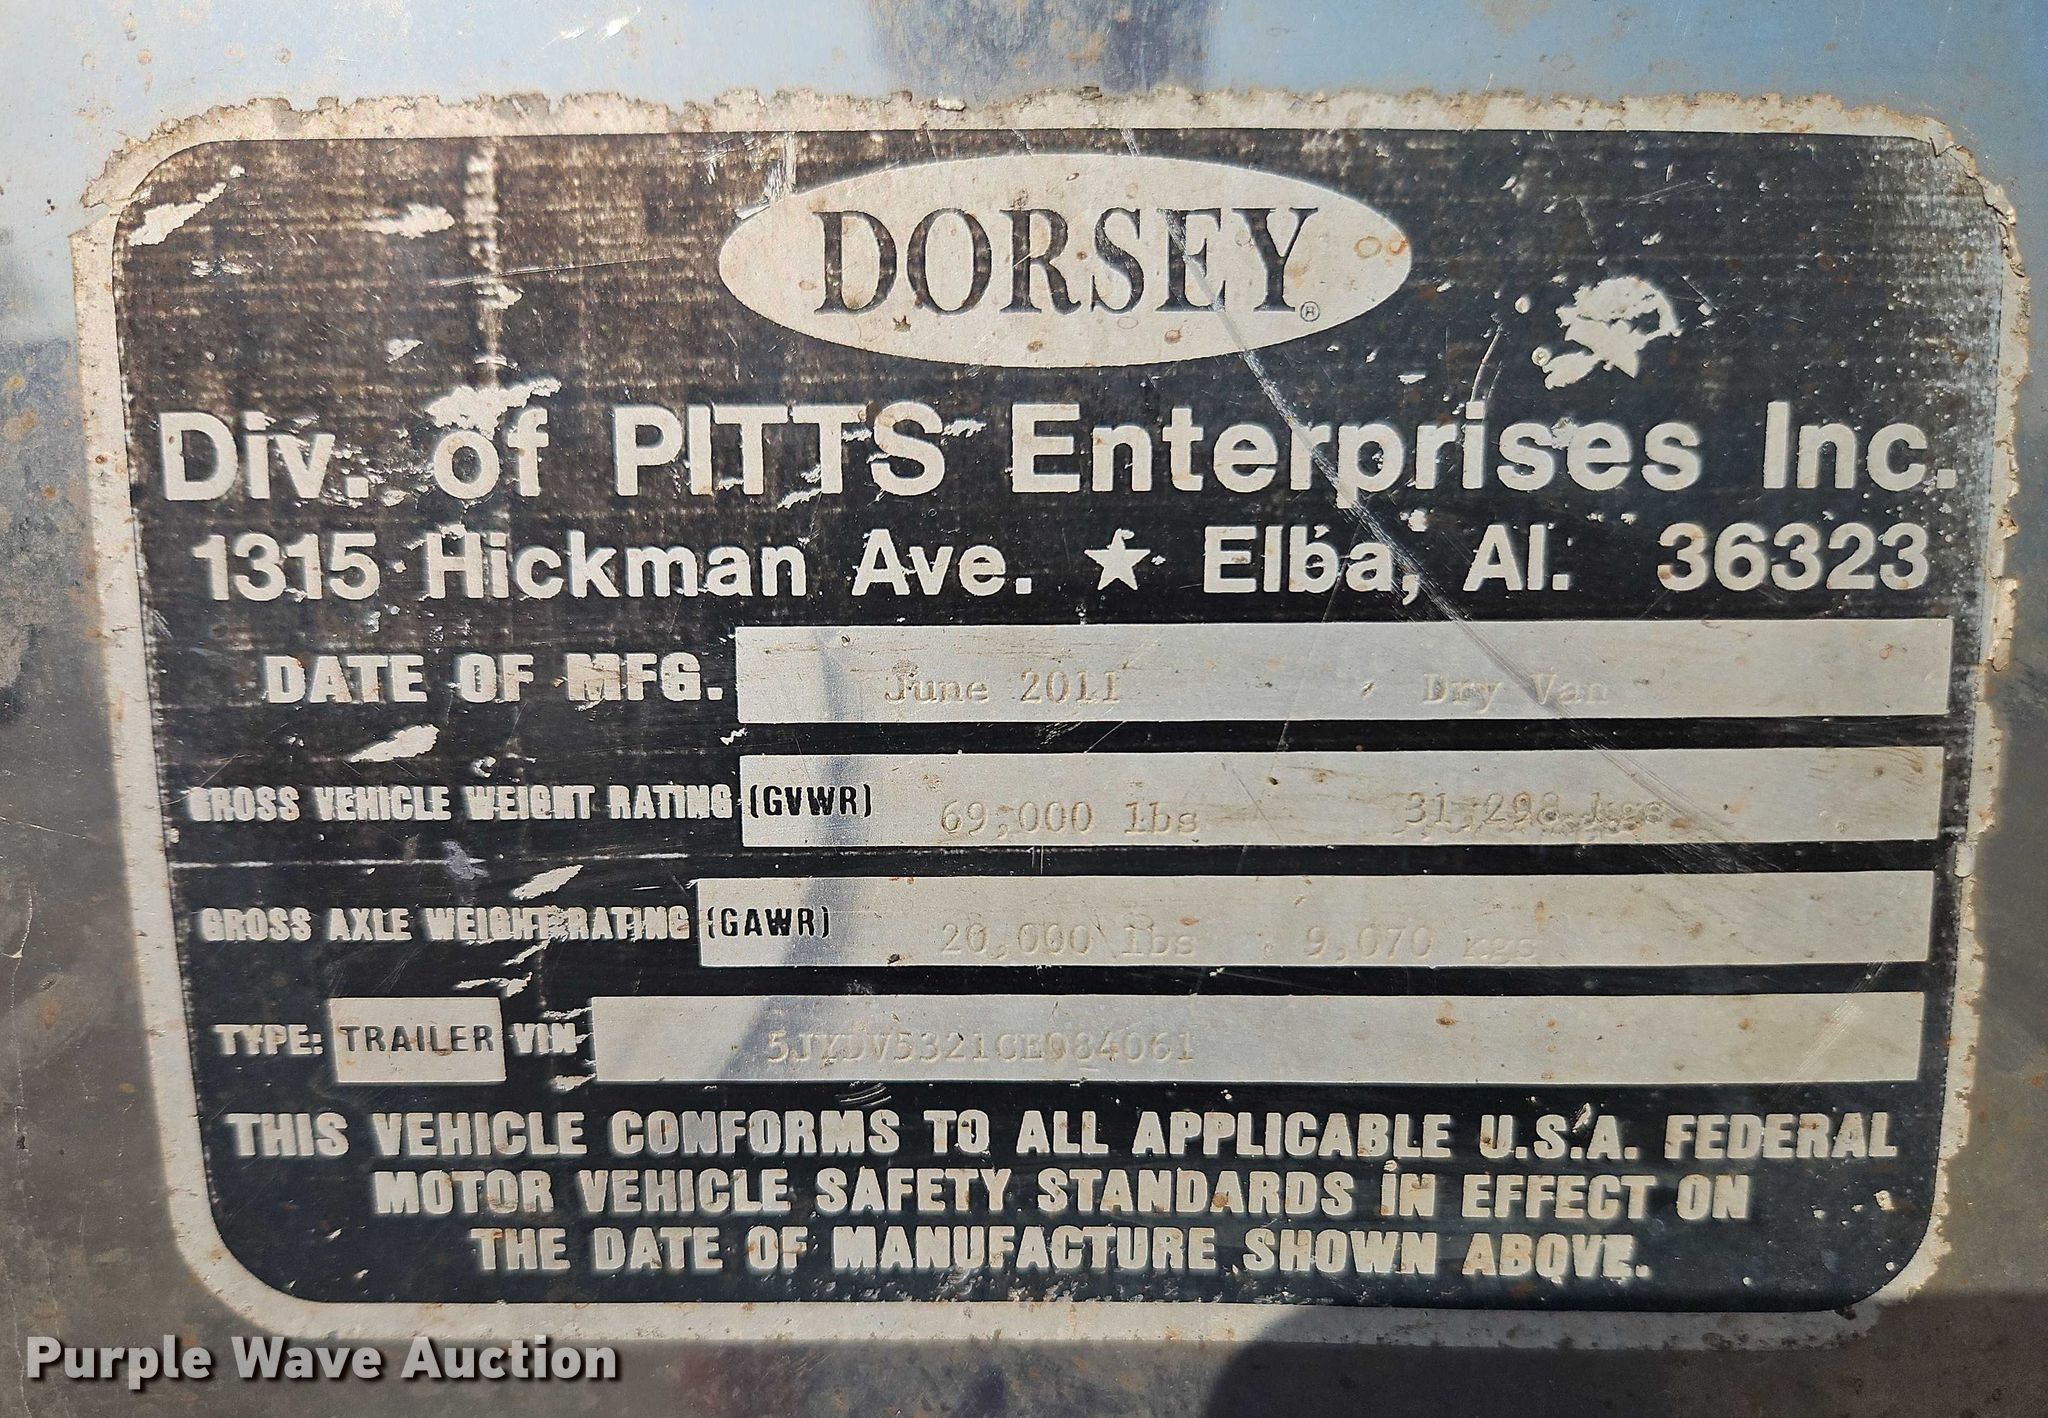 DORSEY®
Div. of PITTS Enterprises Inc.
1315 Hickman Ave. ★ Elba, Al. 36323
DATE OF MFG. June 2011 Dry Van
GROSS VEHICLE WEIGHT RATING (GVWR) 69,000 lbs 31,298 kgs
GROSS AXLE WEIGHT RATING (GAWR) 20,000 lbs 9,070 kgs
TYPE: TRAILER VIN 5JYDV5321CE084061
THIS VEHICLE CONFORMS TO ALL APPLICABLE U.S.A. FEDERAL
MOTOR VEHICLE SAFETY STANDARDS IN EFFECT ON
THE DATE OF MANUFACTURE SHOWN ABOVE.
Purple Wave Auction